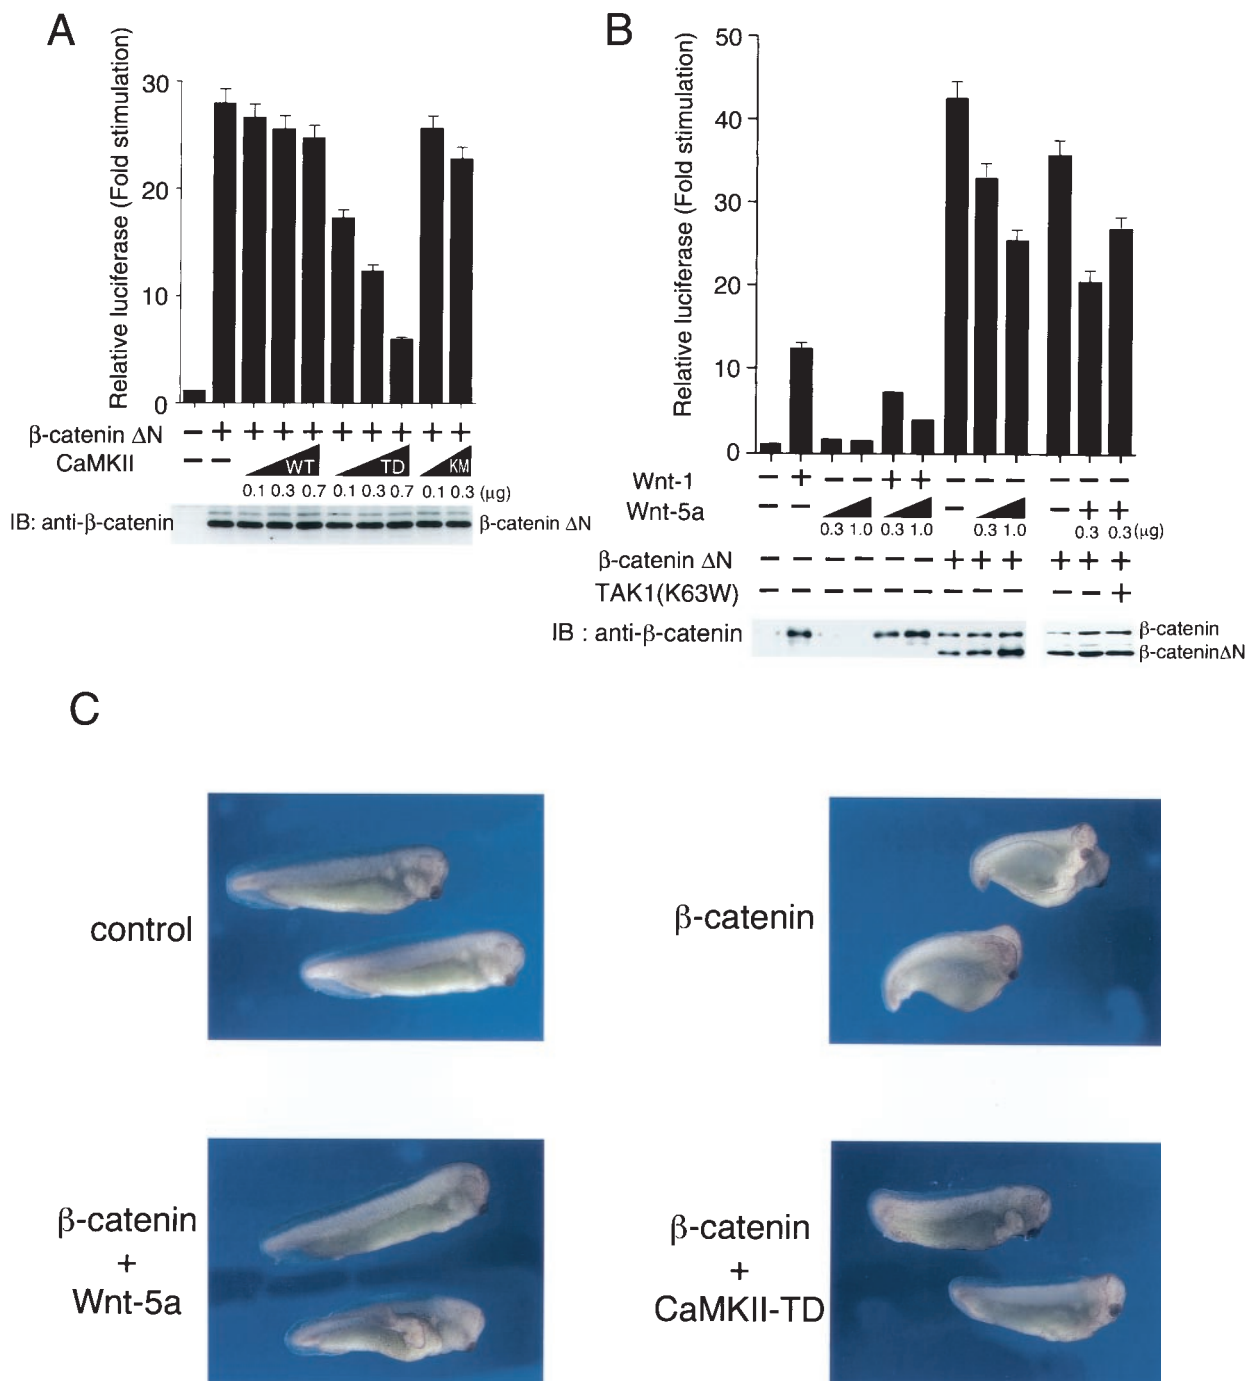 A
Relative luciferase (Fold stimulation)
30
20
10
0
β-catenin ΔN − + + + + + + + + +
CaMKII − − WT TD KM
0.1 0.3 0.7 0.1 0.3 0.7 0.1 0.3 (μg)
IB: anti-β-catenin β-catenin ΔN
B
Relative luciferase (Fold stimulation)
50
40
30
20
10
0
Wnt-1 − + − − + + − − − − − −
Wnt-5a − − − − + +
0.3 1.0 0.3 1.0 0.3 1.0 0.3 0.3 (μg)
β-catenin ΔN − − − − − − + + + + + +
TAK1(K63W) − − − − − − − − − − − +
IB : anti-β-catenin β-catenin
β-cateninΔN
C
control
β-catenin
β-catenin
+
Wnt-5a
β-catenin
+
CaMKII-TD